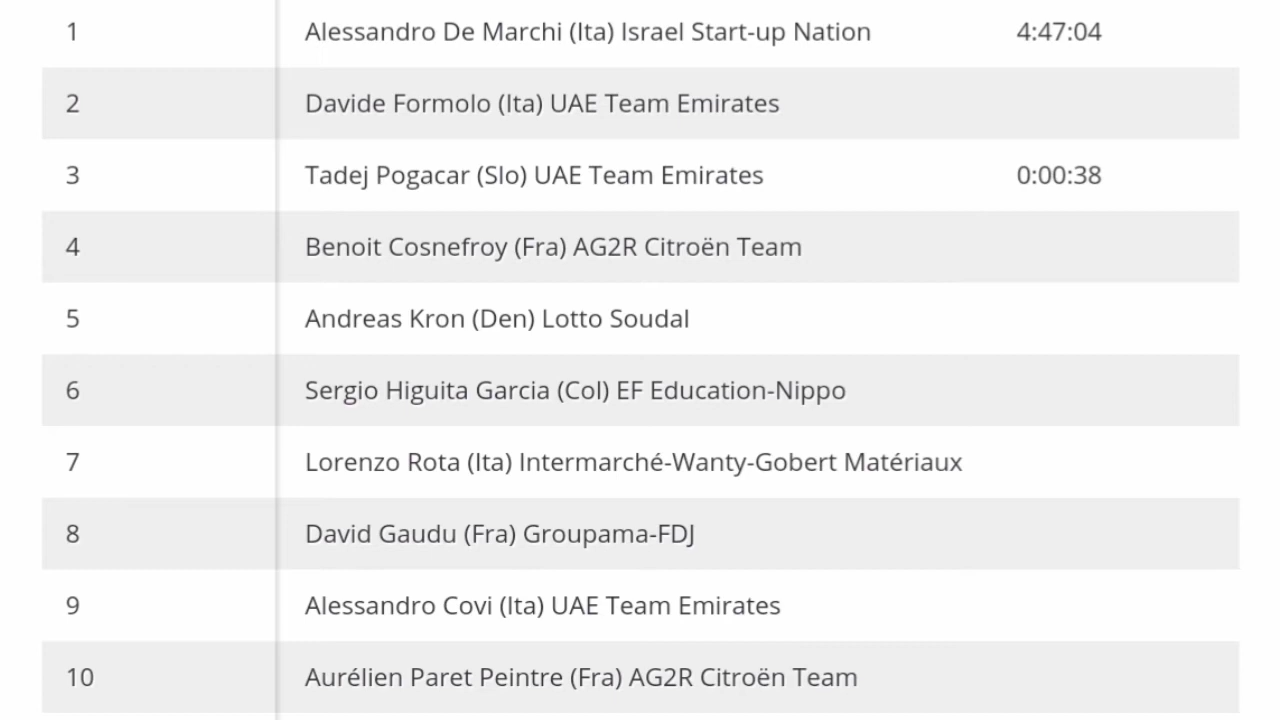 1 Alessandro De Marchi (Ita) Israel Start-up Nation 4:47:04
2 Davide Formolo (Ita) UAE Team Emirates
3 Tadej Pogacar (Slo) UAE Team Emirates 0:00:38
4 Benoit Cosnefroy (Fra) AG2R Citroën Team
5 Andreas Kron (Den) Lotto Soudal
6 Sergio Higuita Garcia (Col) EF Education-Nippo
7 Lorenzo Rota (Ita) Intermarché-Wanty-Gobert Matériaux
8 David Gaudu (Fra) Groupama-FDJ
9 Alessandro Covi (Ita) UAE Team Emirates
10 Aurélien Paret Peintre (Fra) AG2R Citroën Team